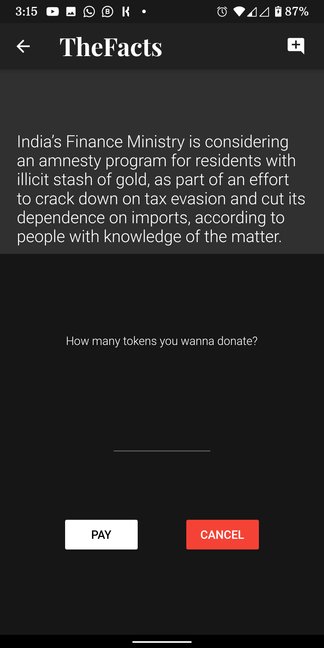 3:15 87%
TheFacts
India's Finance Ministry is considering
an amnesty program for residents with
illicit stash of gold, as part of an effort
to crack down on tax evasion and cut its
dependence on imports, according to
people with knowledge of the matter.
How many tokens you wanna donate?
PAY CANCEL